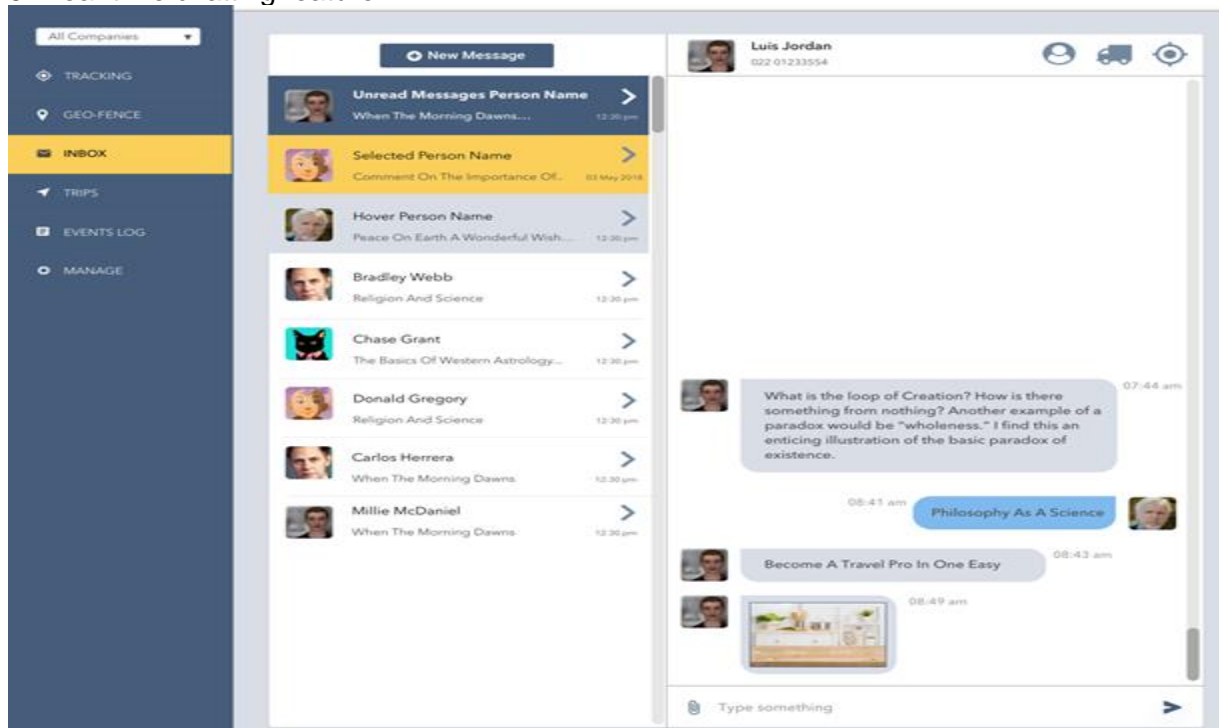 All Companies
TRACKING
GEO-FENCE
INBOX
TRIPS
EVENTS LOG
MANAGE
New Message
Unread Messages Person Name
When The Morning Dawns...
12:30 pm
Selected Person Name
Comment On The Importance Of..
03 May 2018
Hover Person Name
Peace On Earth A Wonderful Wish...
12:30 pm
Bradley Webb
Religion And Science
12:30 pm
Chase Grant
The Basics Of Western Astrology...
12:30 pm
Donald Gregory
Religion And Science
12:30 pm
Carlos Herrera
When The Morning Dawns
12:30 pm
Millie McDaniel
When The Morning Dawns
12:30 pm
Luis Jordan
022 01233554
07:44 am
What is the loop of Creation? How is there
something from nothing? Another example of a
paradox would be "wholeness." I find this an
enticing illustration of the basic paradox of
existence.
08:41 am
Philosophy As A Science
Become A Travel Pro In One Easy
08:43 am
08:49 am
Type something